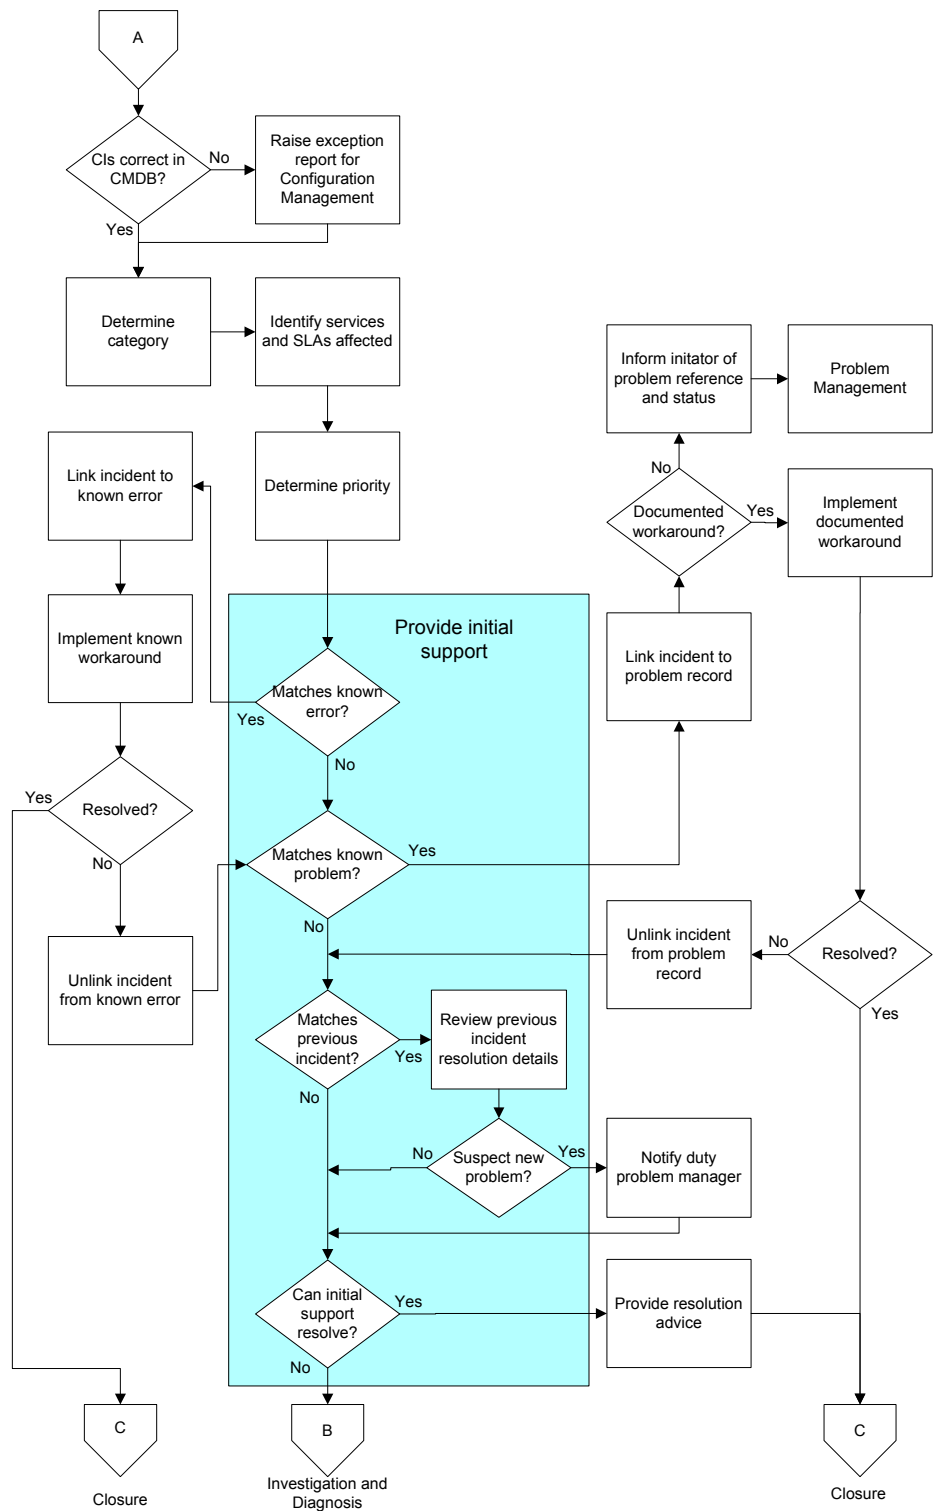 A
CIs correct in
CMDB?
No
Yes
Raise exception
report for
Configuration
Management
Determine
category
Identify services
and SLAs affected
Inform initator of
problem reference
and status
Problem
Management
Link incident to
known error
Determine priority
No
Documented
workaround?
Yes
Implement
documented
workaround
Provide initial
support
Implement known
workaround
Link incident to
problem record
Matches known
error?
Yes
No
Yes
Resolved?
No
Matches known
problem?
Yes
No
Unlink incident
from known error
Unlink incident
from problem
record
No
Resolved?
Yes
Matches
previous
incident?
Yes
No
Review previous
incident
resolution details
No
Suspect new
problem?
Yes
Notify duty
problem manager
Can initial
support
resolve?
Yes
No
Provide resolution
advice
C
Closure
B
Investigation and
Diagnosis
C
Closure